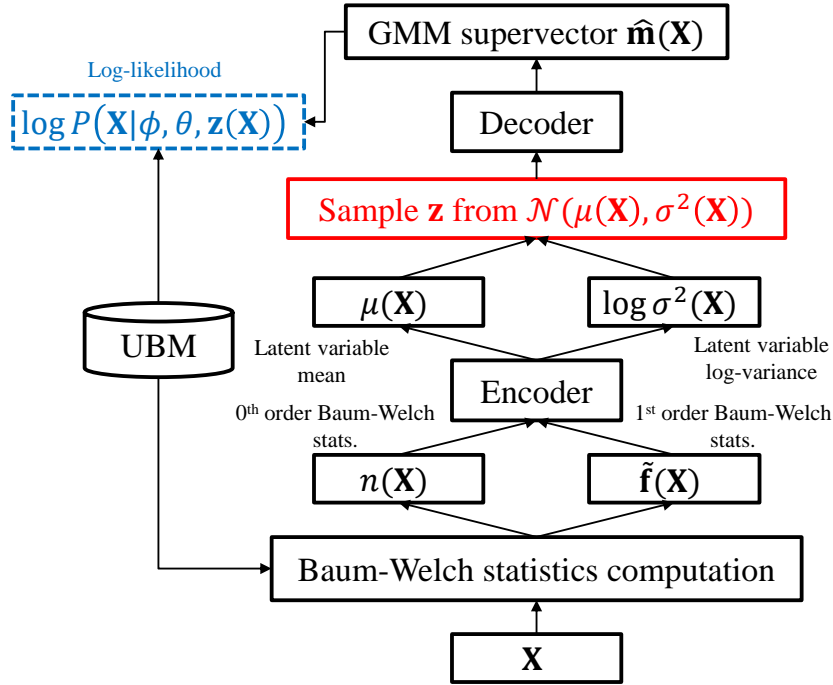 GMM supervector m̂(X)
Log-likelihood
log P(X|ϕ, θ, z(X))
Decoder
Sample z from 𝒩(μ(X), σ²(X))
μ(X)
log σ²(X)
UBM
Latent variable
mean
Latent variable
log-variance
Encoder
0th order Baum-Welch
stats.
1st order Baum-Welch
stats.
n(X)
f̃(X)
Baum-Welch statistics computation
X